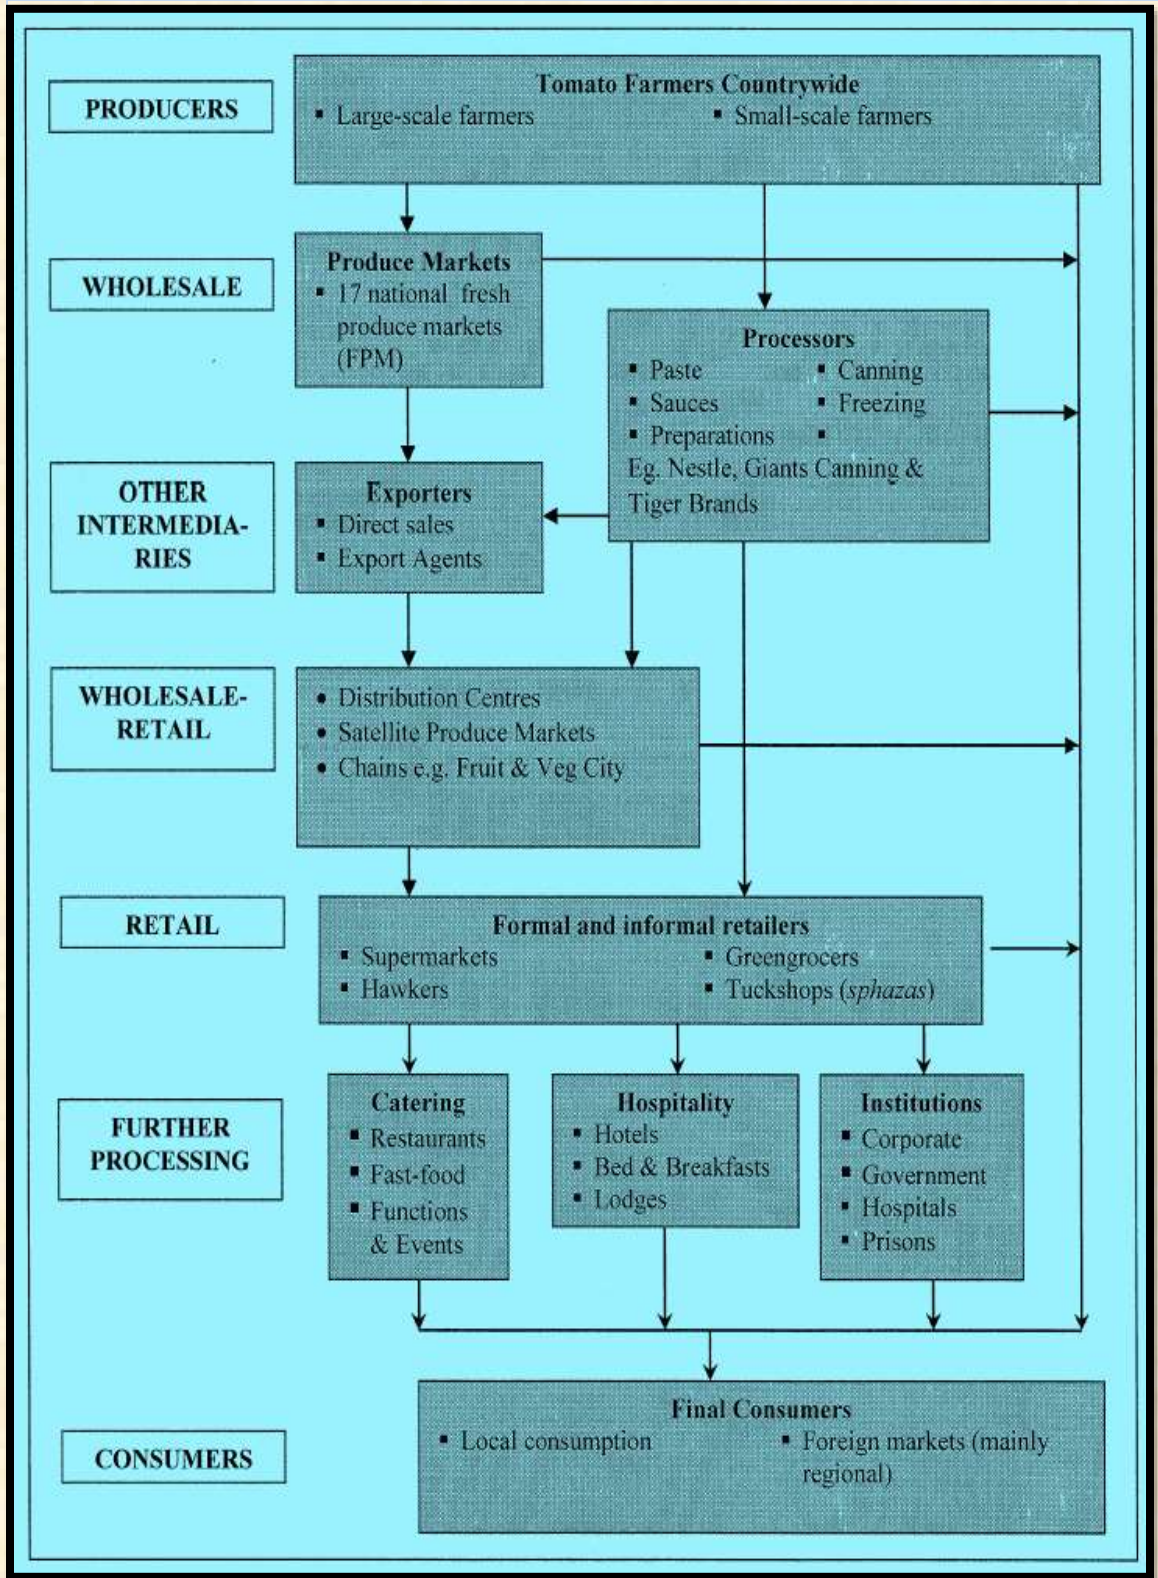 PRODUCERS
Tomato Farmers Countrywide
▪ Large-scale farmers
▪ Small-scale farmers
WHOLESALE
Produce Markets
▪ 17 national fresh
produce markets
(FPM)
Processors
▪ Paste
▪ Canning
▪ Sauces
▪ Freezing
▪ Preparations
▪
Eg. Nestle, Giants Canning &
Tiger Brands
OTHER
INTERMEDIA-
RIES
Exporters
▪ Direct sales
▪ Export Agents
WHOLESALE-
RETAIL
● Distribution Centres
● Satellite Produce Markets
● Chains e.g. Fruit & Veg City
RETAIL
Formal and informal retailers
▪ Supermarkets
▪ Greengrocers
▪ Hawkers
▪ Tuckshops (sphazas)
FURTHER
PROCESSING
Catering
▪ Restaurants
▪ Fast-food
▪ Functions
& Events
Hospitality
▪ Hotels
▪ Bed & Breakfasts
▪ Lodges
Institutions
▪ Corporate
▪ Government
▪ Hospitals
▪ Prisons
CONSUMERS
Final Consumers
▪ Local consumption
▪ Foreign markets (mainly
regional)